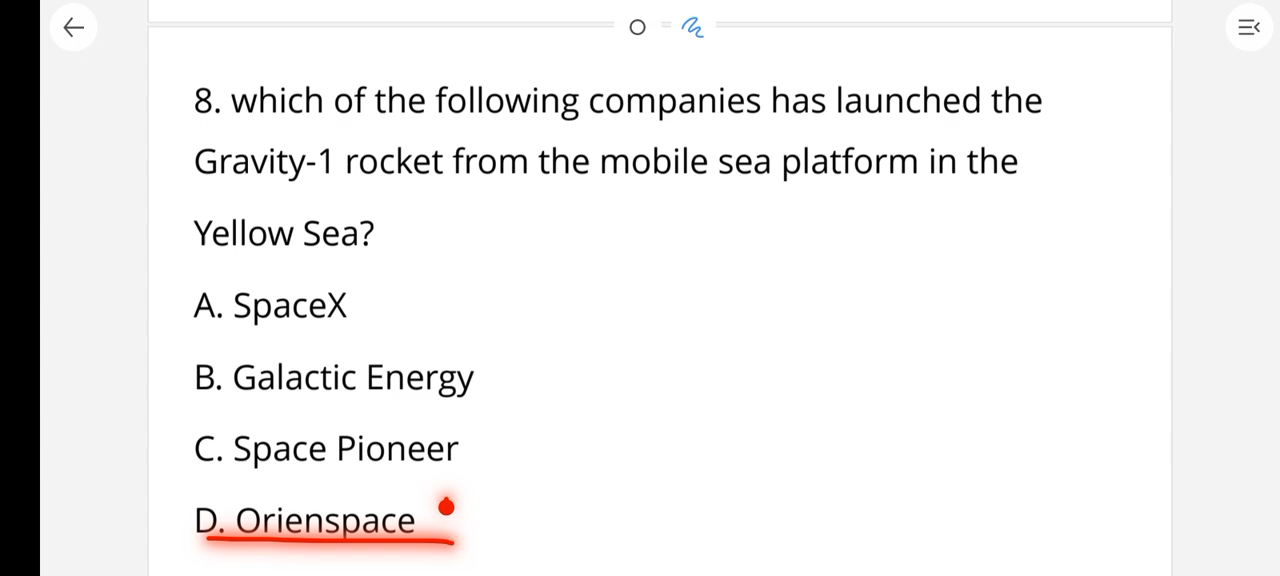 8. which of the following companies has launched the
Gravity-1 rocket from the mobile sea platform in the
Yellow Sea?
A. SpaceX
B. Galactic Energy
C. Space Pioneer
D. Orienspace